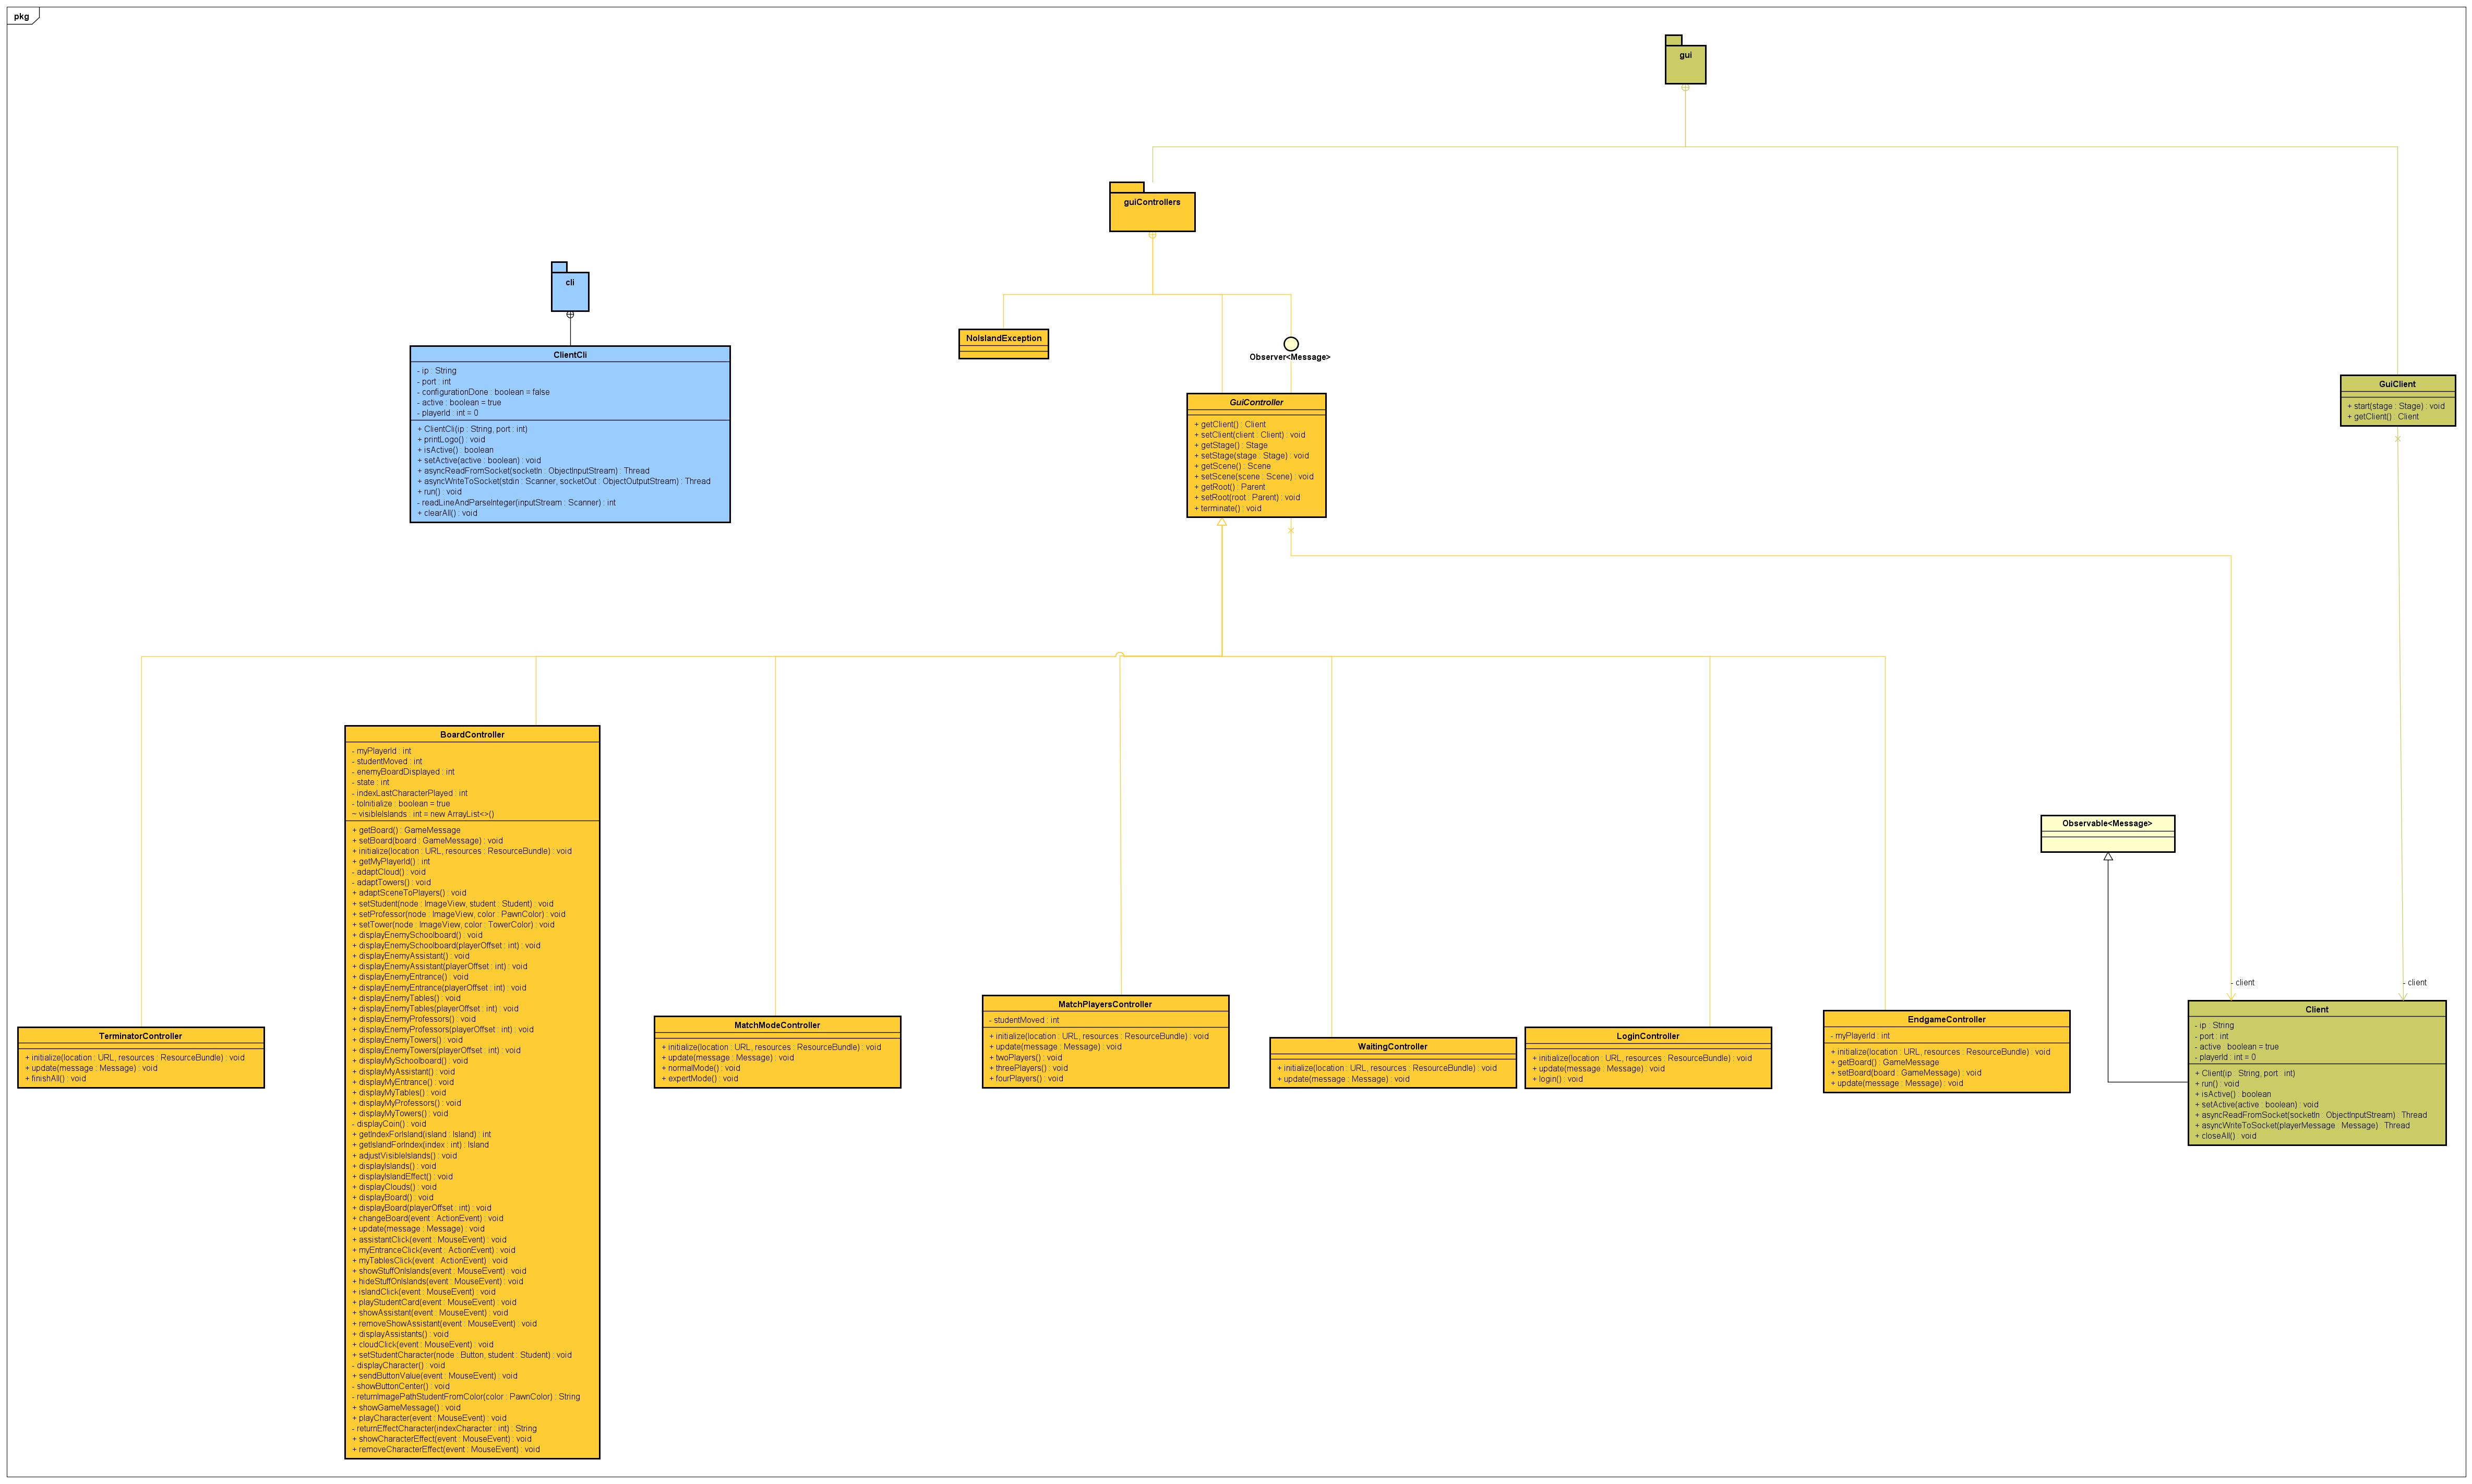 pkg
gui
guiControllers
cli
NoIslandException
Observer<Message>
ClientCli
- ip : String
- port : int
- configurationDone : boolean = false
- active : boolean = true
- playerId : int = 0
+ ClientCli(ip : String, port : int)
+ printLogo() : void
+ isActive() : boolean
+ setActive(active : boolean) : void
+ asyncReadFromSocket(socketIn : ObjectInputStream) : Thread
+ asyncWriteToSocket(stdin : Scanner, socketOut : ObjectOutputStream) : Thread
+ run() : void
- readLineAndParseInteger(inputStream : Scanner) : int
+ clearAll() : void
GuiController
+ getClient() : Client
+ setClient(client : Client) : void
+ getStage() : Stage
+ setStage(stage : Stage) : void
+ getScene() : Scene
+ setScene(scene : Scene) : void
+ getRoot() : Parent
+ setRoot(root : Parent) : void
+ terminate() : void
GuiClient
+ start(stage : Stage) : void
+ getClient() : Client
BoardController
- myPlayerId : int
- studentMoved : int
- enemyBoardDisplayed : int
- state : int
- indexLastCharacterPlayed : int
- toInitialize : boolean = true
~ visibleIslands : int = new ArrayList<>()
+ getBoard() : GameMessage
+ setBoard(board : GameMessage) : void
+ initialize(location : URL, resources : ResourceBundle) : void
+ getMyPlayerId() : int
- adaptCloud() : void
- adaptTowers() : void
+ adaptSceneToPlayers() : void
+ setStudent(node : ImageView, student : Student) : void
+ setProfessor(node : ImageView, color : PawnColor) : void
+ setTower(node : ImageView, color : TowerColor) : void
+ displayEnemySchoolboard() : void
+ displayEnemySchoolboard(playerOffset : int) : void
+ displayEnemyAssistant() : void
+ displayEnemyAssistant(playerOffset : int) : void
+ displayEnemyEntrance() : void
+ displayEnemyEntrance(playerOffset : int) : void
+ displayEnemyTables() : void
+ displayEnemyTables(playerOffset : int) : void
+ displayEnemyProfessors() : void
+ displayEnemyProfessors(playerOffset : int) : void
+ displayEnemyTowers() : void
+ displayEnemyTowers(playerOffset : int) : void
+ displayMySchoolboard() : void
+ displayMyAssistant() : void
+ displayMyEntrance() : void
+ displayMyTables() : void
+ displayMyProfessors() : void
+ displayMyTowers() : void
- displayCoin() : void
+ getIndexForIsland(island : Island) : int
+ getIslandForIndex(index : int) : Island
+ adjustVisibleIslands() : void
+ displayIslands() : void
+ displayIslandEffect() : void
+ displayClouds() : void
+ displayBoard() : void
+ displayBoard(playerOffset : int) : void
+ changeBoard(event : ActionEvent) : void
+ update(message : Message) : void
+ assistantClick(event : MouseEvent) : void
+ myEntranceClick(event : ActionEvent) : void
+ myTablesClick(event : ActionEvent) : void
+ showStuffOnIslands(event : MouseEvent) : void
+ hideStuffOnIslands(event : MouseEvent) : void
+ islandClick(event : MouseEvent) : void
+ playStudentCard(event : MouseEvent) : void
+ showAssistant(event : MouseEvent) : void
+ removeShowAssistant(event : MouseEvent) : void
+ displayAssistants() : void
+ cloudClick(event : MouseEvent) : void
+ setStudentCharacter(node : Button, student : Student) : void
- displayCharacter() : void
+ sendButtonValue(event : MouseEvent) : void
- showButtonCenter() : void
- returnImagePathStudentFromColor(color : PawnColor) : String
+ showGameMessage() : void
+ playCharacter(event : MouseEvent) : void
- returnEffectCharacter(indexCharacter : int) : String
+ showCharacterEffect(event : MouseEvent) : void
+ removeCharacterEffect(event : MouseEvent) : void
Observable<Message>
- client
- client
TerminatorController
+ initialize(location : URL, resources : ResourceBundle) : void
+ update(message : Message) : void
+ finishAll() : void
MatchModeController
+ initialize(location : URL, resources : ResourceBundle) : void
+ update(message : Message) : void
+ normalMode() : void
+ expertMode() : void
MatchPlayersController
- studentMoved : int
+ initialize(location : URL, resources : ResourceBundle) : void
+ update(message : Message) : void
+ twoPlayers() : void
+ threePlayers() : void
+ fourPlayers() : void
WaitingController
+ initialize(location : URL, resources : ResourceBundle) : void
+ update(message : Message) : void
LoginController
+ initialize(location : URL, resources : ResourceBundle) : void
+ update(message : Message) : void
+ login() : void
EndgameController
- myPlayerId : int
+ initialize(location : URL, resources : ResourceBundle) : void
+ getBoard() : GameMessage
+ setBoard(board : GameMessage) : void
+ update(message : Message) : void
Client
- ip : String
- port : int
- active : boolean = true
- playerId : int = 0
+ Client(ip : String, port : int)
+ run() : void
+ isActive() : boolean
+ setActive(active : boolean) : void
+ asyncReadFromSocket(socketIn : ObjectInputStream) : Thread
+ asyncWriteToSocket(playerMessage : Message) : Thread
+ closeAll() : void